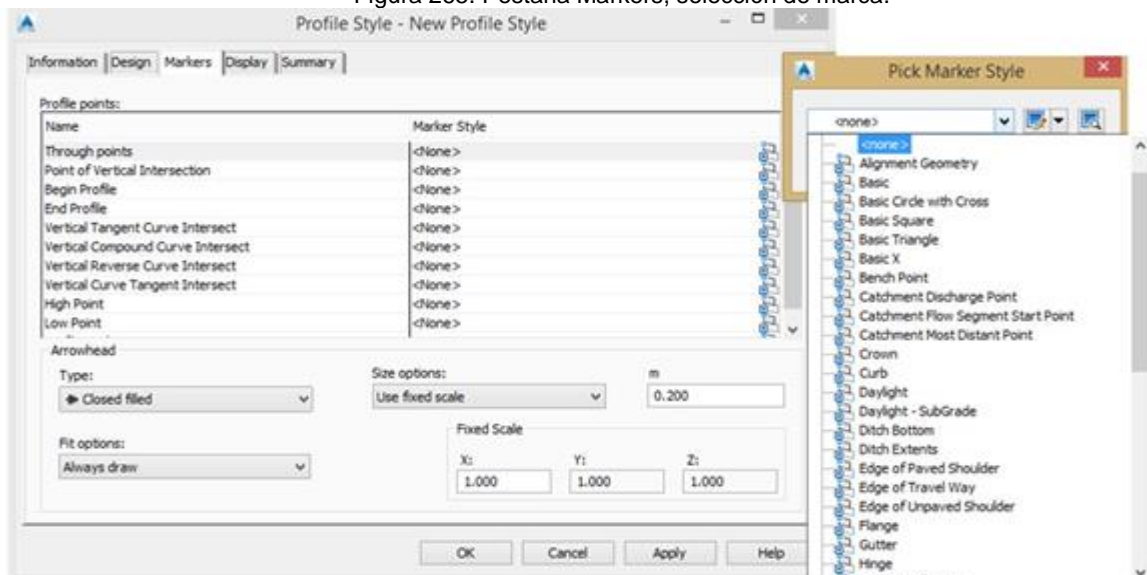 Figura 263. Pestaña Markers, selección de marca.
Profile Style - New Profile Style
Information Design Markers Display Summary
Profile points:
Name Marker Style
Through points <None>
Point of Vertical Intersection <None>
Begin Profile <None>
End Profile <None>
Vertical Tangent Curve Intersect <None>
Vertical Compound Curve Intersect <None>
Vertical Reverse Curve Intersect <None>
Vertical Curve Tangent Intersect <None>
High Point <None>
Low Point <None>
Arrowhead
Type: Size options: m
Closed filled Use fixed scale 0.200
Fit options: Fixed Scale
Always draw X: Y: Z:
1.000 1.000 1.000
OK Cancel Apply Help
Pick Marker Style
<none>
<none>
Alignment Geometry
Basic
Basic Circle with Cross
Basic Square
Basic Triangle
Basic X
Bench Point
Catchment Discharge Point
Catchment Flow Segment Start Point
Catchment Most Distant Point
Crown
Curb
Daylight
Daylight - SubGrade
Ditch Bottom
Ditch Extents
Edge of Paved Shoulder
Edge of Travel Way
Edge of Unpaved Shoulder
Flange
Gutter
Hinge